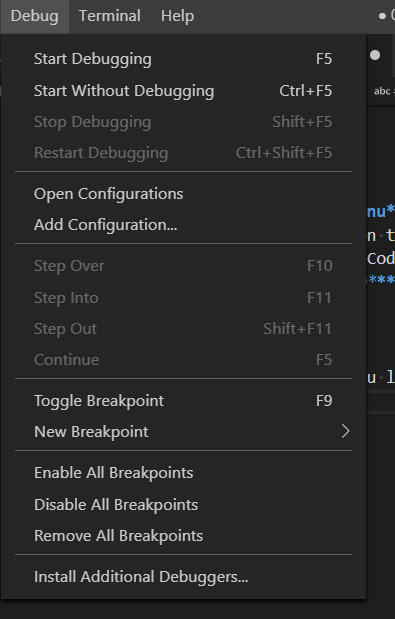 Debug Terminal Help
Start Debugging F5
abc
Start Without Debugging Ctrl+F5
Stop Debugging Shift+F5
Restart Debugging Ctrl+Shift+F5
Open Configurations
Add Configuration...
nu*
n t
Cod
***
Step Over F10
Step Into F11
Step Out Shift+F11
Continue F5
u l
Toggle Breakpoint F9
New Breakpoint
Enable All Breakpoints
Disable All Breakpoints
Remove All Breakpoints
Install Additional Debuggers...